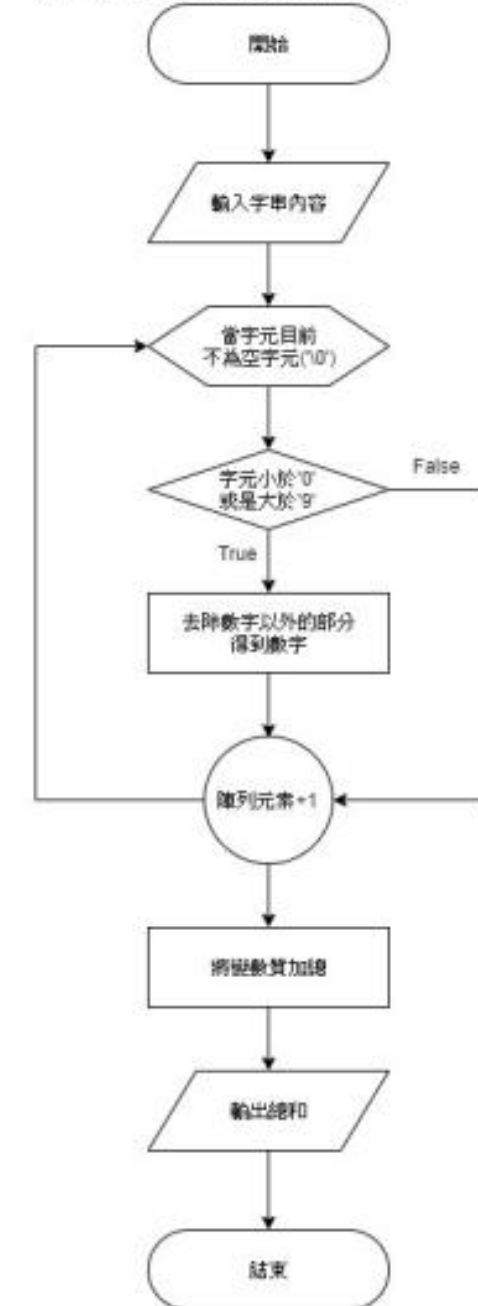 開始
輸入字串內容
當字元目前
不為空字元('\0')
字元小於'0'
或是大於'9'
False
True
去除數字以外的部分
得到數字
陣列元素+1
將變數質加總
輸出總和
結束